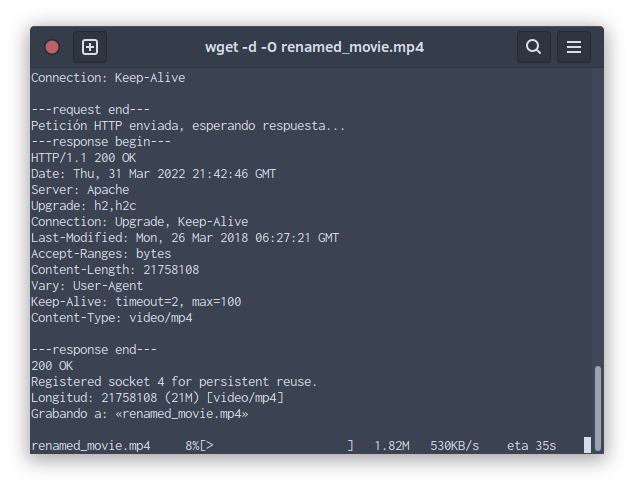 wget -d -O renamed_movie.mp4
Connection: Keep-Alive
---request end---
Petición HTTP enviada, esperando respuesta...
---response begin---
HTTP/1.1 200 OK
Date: Thu, 31 Mar 2022 21:42:46 GMT
Server: Apache
Upgrade: h2,h2c
Connection: Upgrade, Keep-Alive
Last-Modified: Mon, 26 Mar 2018 06:27:21 GMT
Accept-Ranges: bytes
Content-Length: 21758108
Vary: User-Agent
Keep-Alive: timeout=2, max=100
Content-Type: video/mp4
---response end---
200 OK
Registered socket 4 for persistent reuse.
Longitud: 21758108 (21M) [video/mp4]
Grabando a: «renamed_movie.mp4»
renamed_movie.mp4 8%[> ] 1.82M 530KB/s eta 35s